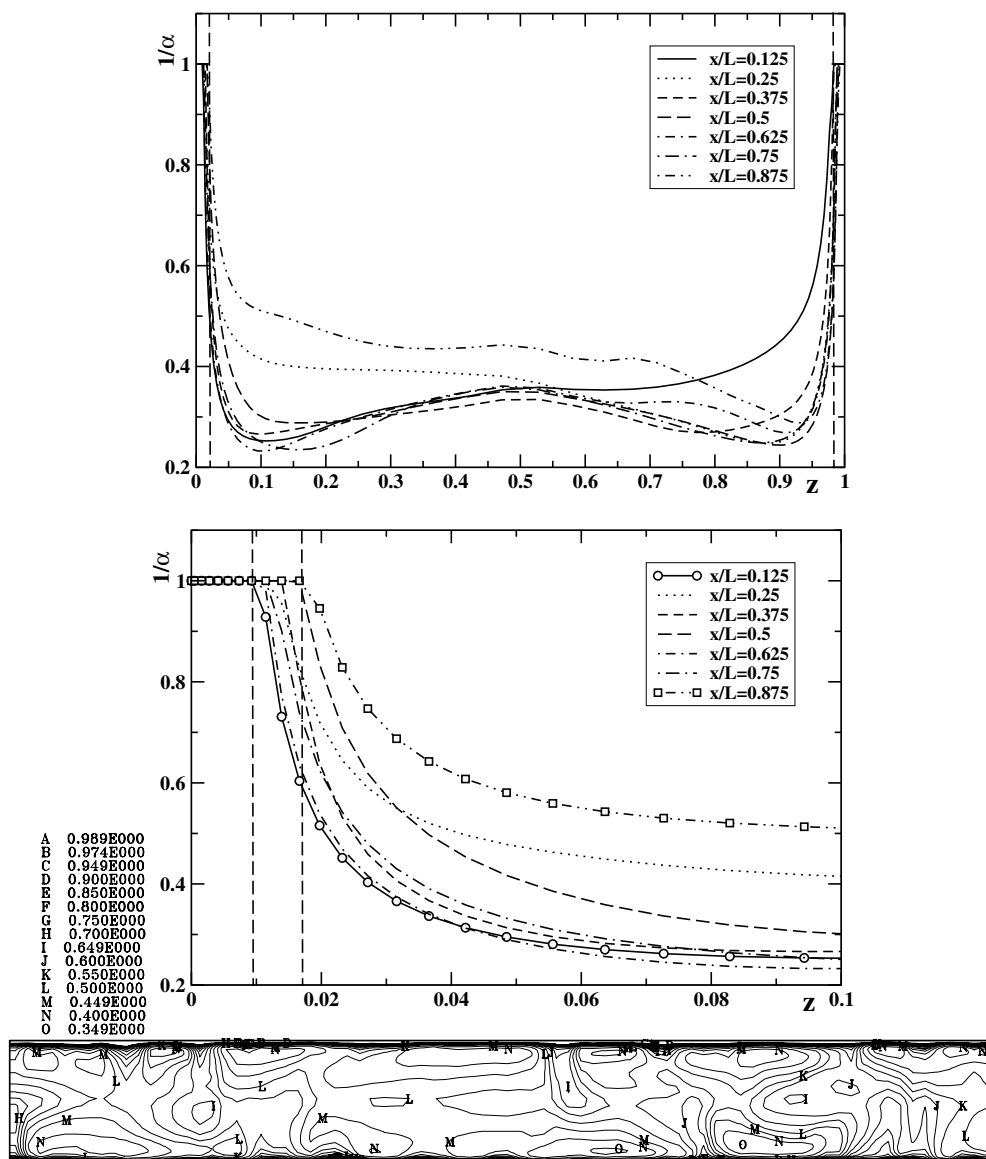 1/α
1
0.8
0.6
0.4
0.2
x/L=0.125
x/L=0.25
x/L=0.375
x/L=0.5
x/L=0.625
x/L=0.75
x/L=0.875
0 0.1 0.2 0.3 0.4 0.5 0.6 0.7 0.8 0.9 1
z
1/α
1
0.8
0.6
0.4
0.2
x/L=0.125
x/L=0.25
x/L=0.375
x/L=0.5
x/L=0.625
x/L=0.75
x/L=0.875
0 0.02 0.04 0.06 0.08 0.1
z
A 0.989E000
B 0.974E000
C 0.949E000
D 0.900E000
E 0.850E000
F 0.800E000
G 0.750E000
H 0.700E000
I 0.649E000
J 0.600E000
K 0.550E000
L 0.500E000
M 0.449E000
N 0.400E000
O 0.349E000
M M K N K M N L N M N M N N
L L I K J
H M I M L J I J K
N L N M M N O M L N O L